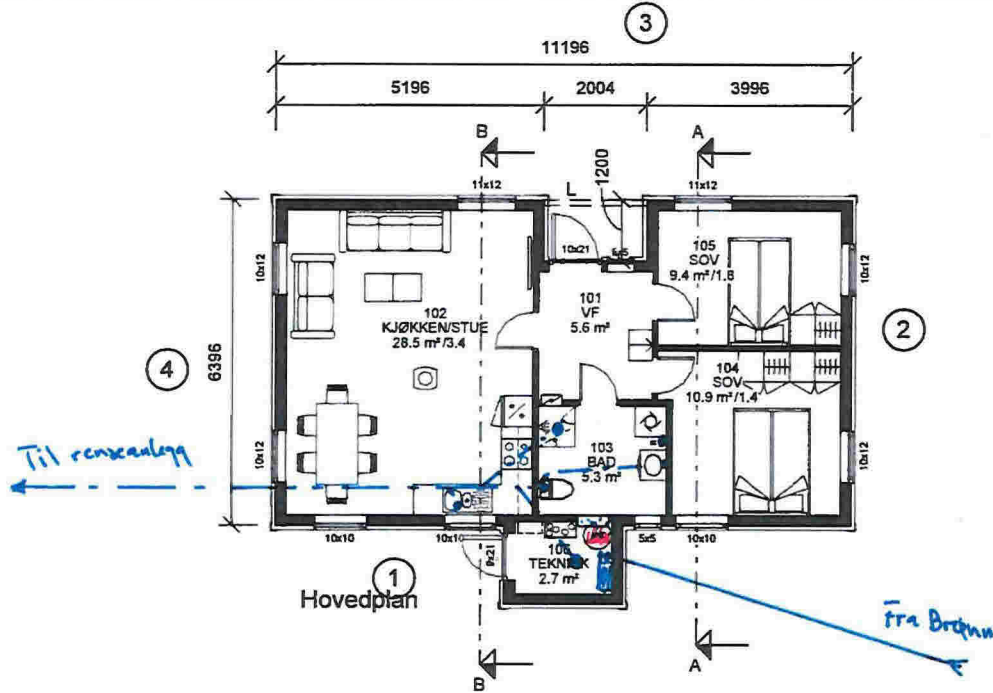 3
11196
5196 2004 3996
B A
11x12 L 1200 11x12
10x21
105
SOV
9.4 m²/1.8
10x12 10x12
101
VF
5.6 m²
102
KJØKKEN/STUE
28.5 m²/3.4
2
4
6396
104
SOV
10.9 m²/1.4
Til renseanlegg
103
BAD
5.3 m²
10x12 10x12
10x10 5x5 10x10
9x21
2.7 m²
1
Hovedplan
Fra Brønn
B A